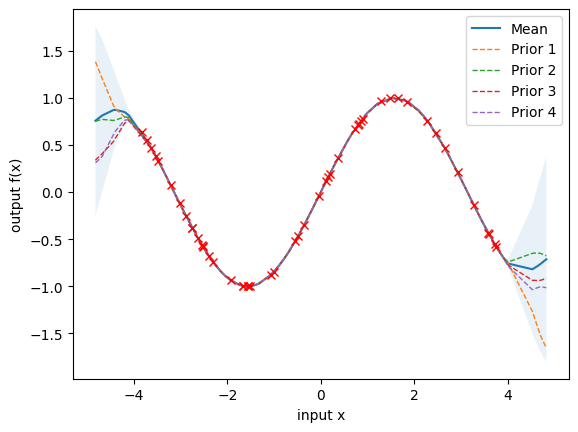 Mean
Prior 1
Prior 2
Prior 3
Prior 4
1.5
1.0
0.5
0.0
−0.5
−1.0
−1.5
output f(x)
−4
−2
0
2
4
input x